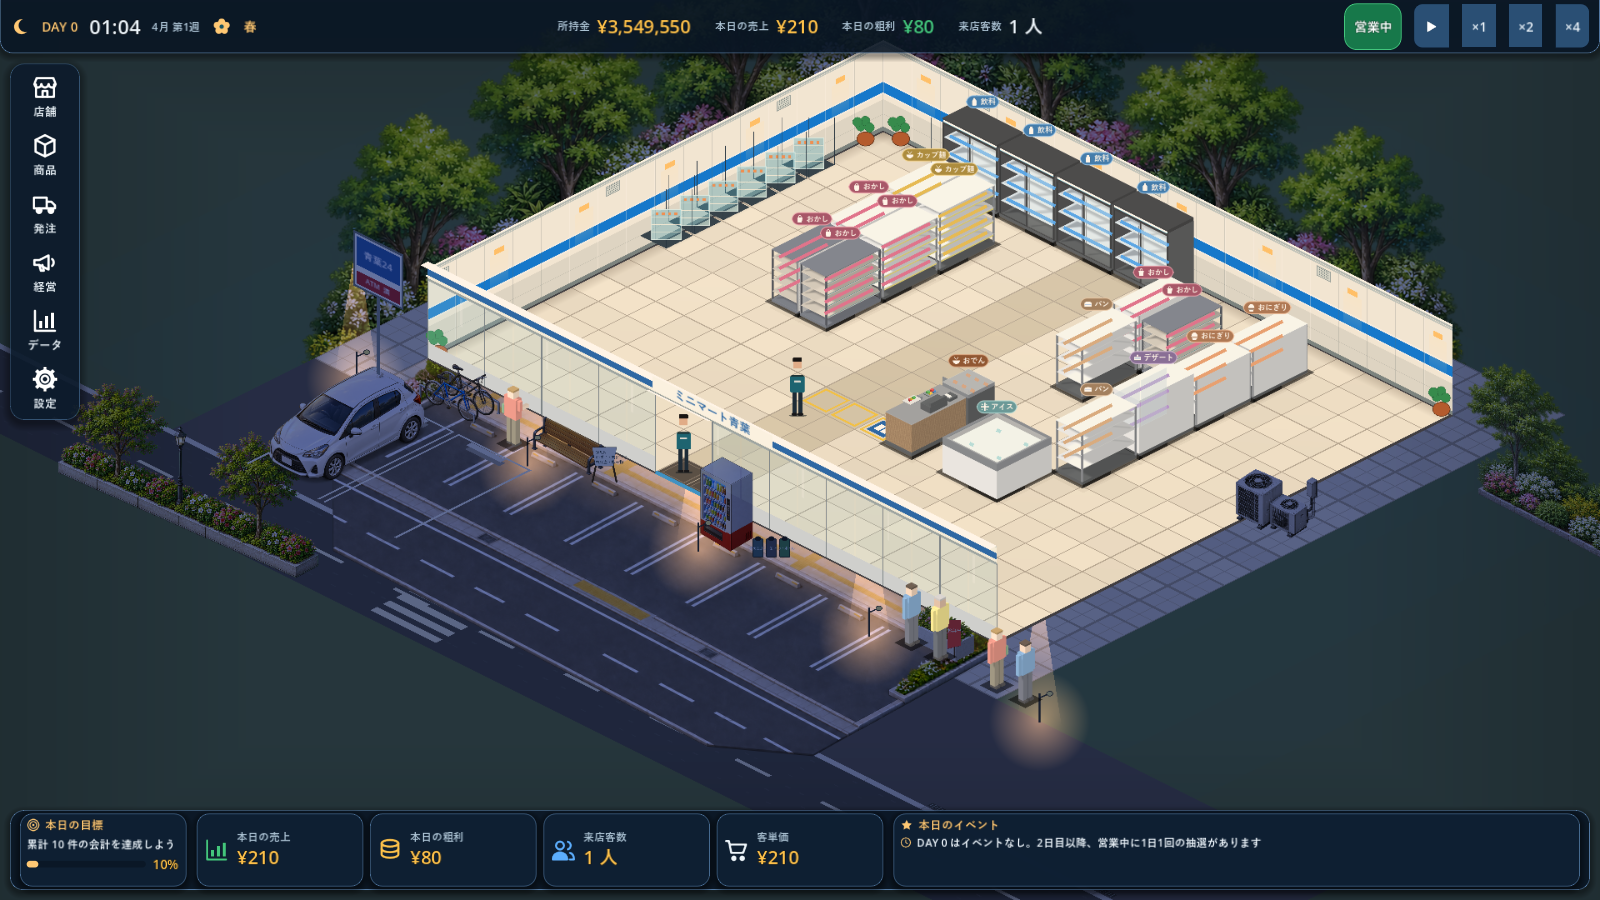 DAY 0 01:04 4月 第1週 春
所持金 ¥3,549,550 本日の売上 ¥210 本日の粗利 ¥80 来店客数 1 人
営業中 ×1 ×2 ×4
店舗
商品
発注
経営
データ
設定
飲料
飲料
飲料
飲料
カップ麺
カップ麺
おかし
おかし
おかし
おかし
おかし
おかし
パン
おにぎり
おにぎり
デザート
おでん
パン
アイス
青葉24
ミニマート青葉
本日の目標
累計 10 件の会計を達成しよう
10%
本日の売上
¥210
本日の粗利
¥80
来店客数
1 人
客単価
¥210
本日のイベント
DAY 0 はイベントなし。2日目以降、営業中に1日1回の抽選があります